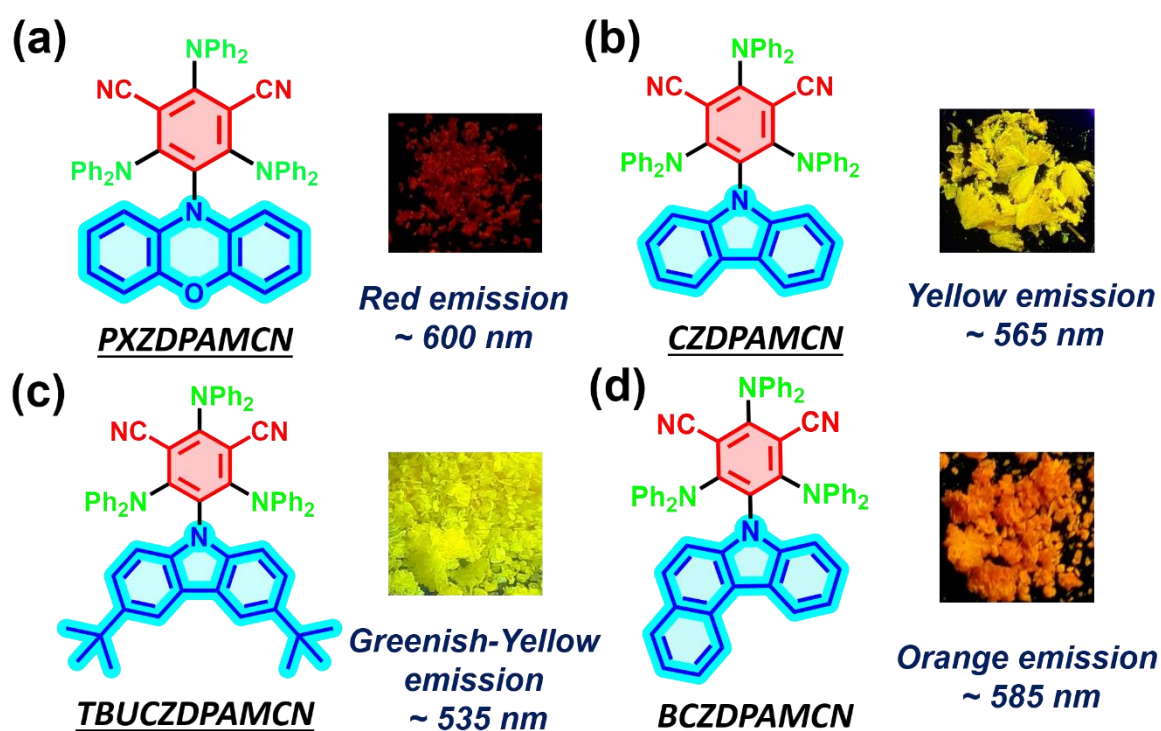 (a)
NPh2
NC
CN
Ph2N
NPh2
N
O
PXZDPAMCN
Red emission
~ 600 nm
(b)
NPh2
NC
CN
Ph2N
NPh2
N
CZDPAMCN
Yellow emission
~ 565 nm
(c)
NPh2
NC
CN
Ph2N
NPh2
N
TBUCZDPAMCN
Greenish-Yellow
emission
~ 535 nm
(d)
NPh2
NC
CN
Ph2N
NPh2
N
BCZDPAMCN
Orange emission
~ 585 nm